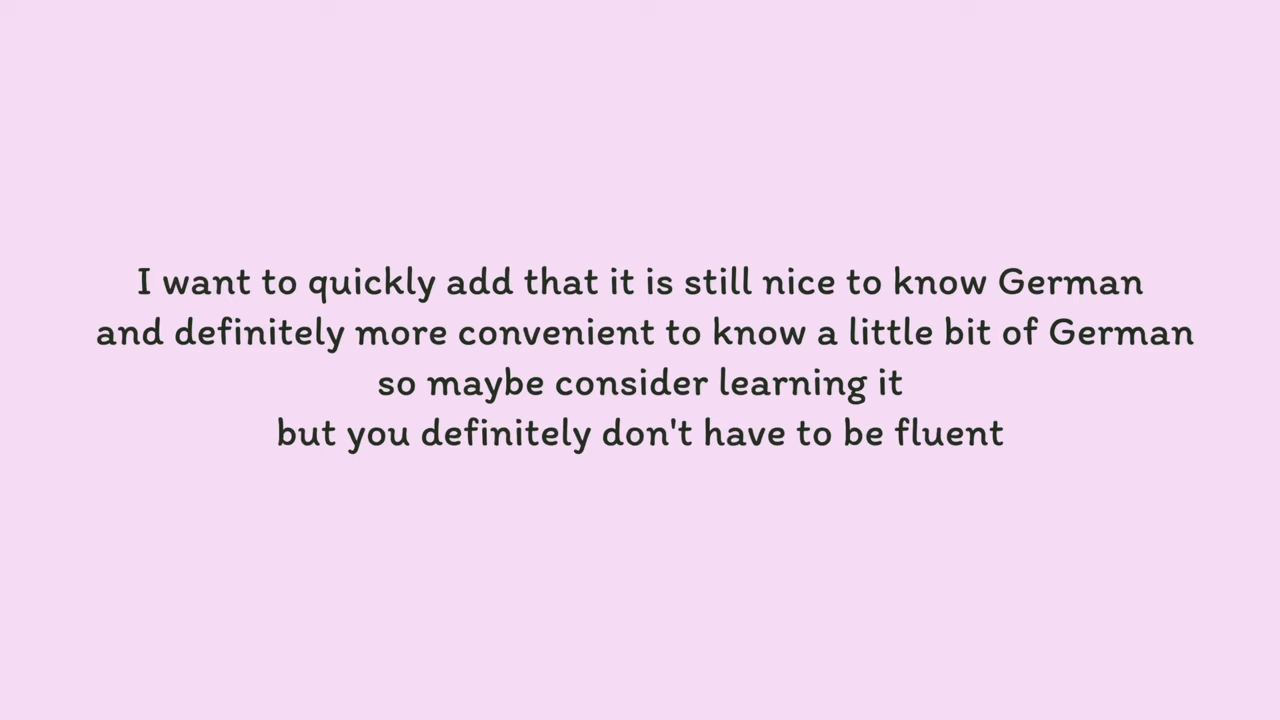 I want to quickly add that it is still nice to know German
and definitely more convenient to know a little bit of German
so maybe consider learning it
but you definitely don't have to be fluent